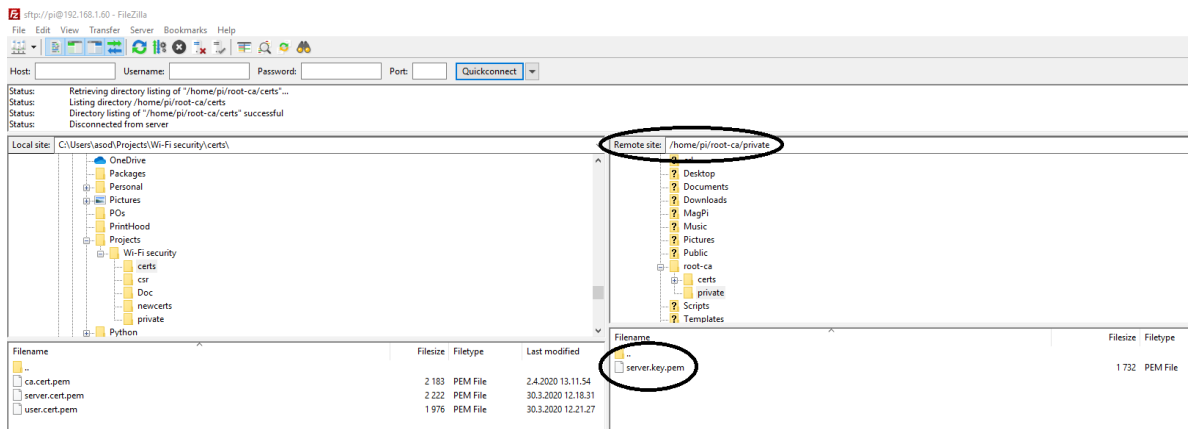 sftp://pi@192.168.1.60 - FileZilla
File Edit View Transfer Server Bookmarks Help
Host: Username: Password: Port: Quickconnect
Status: Retrieving directory listing of "/home/pi/root-ca/certs"...
Status: Listing directory /home/pi/root-ca/certs
Status: Directory listing of "/home/pi/root-ca/certs" successful
Status: Disconnected from server
Local site: C:\Users\asod\Projects\Wi-Fi security\certs\
OneDrive
Packages
Personal
Pictures
POs
PrintHood
Projects
Wi-Fi security
certs
csr
Doc
newcerts
private
Python
Filename Filesize Filetype Last modified
..
ca.cert.pem 2 183 PEM File 2.4.2020 13.11.54
server.cert.pem 2 222 PEM File 30.3.2020 12.18.31
user.cert.pem 1 976 PEM File 30.3.2020 12.21.27
Remote site: /home/pi/root-ca/private
? Desktop
? Documents
? Downloads
? MagPi
? Music
? Pictures
? Public
root-ca
certs
private
? Scripts
? Templates
Filename Filesize Filetype
..
server.key.pem 1 732 PEM File